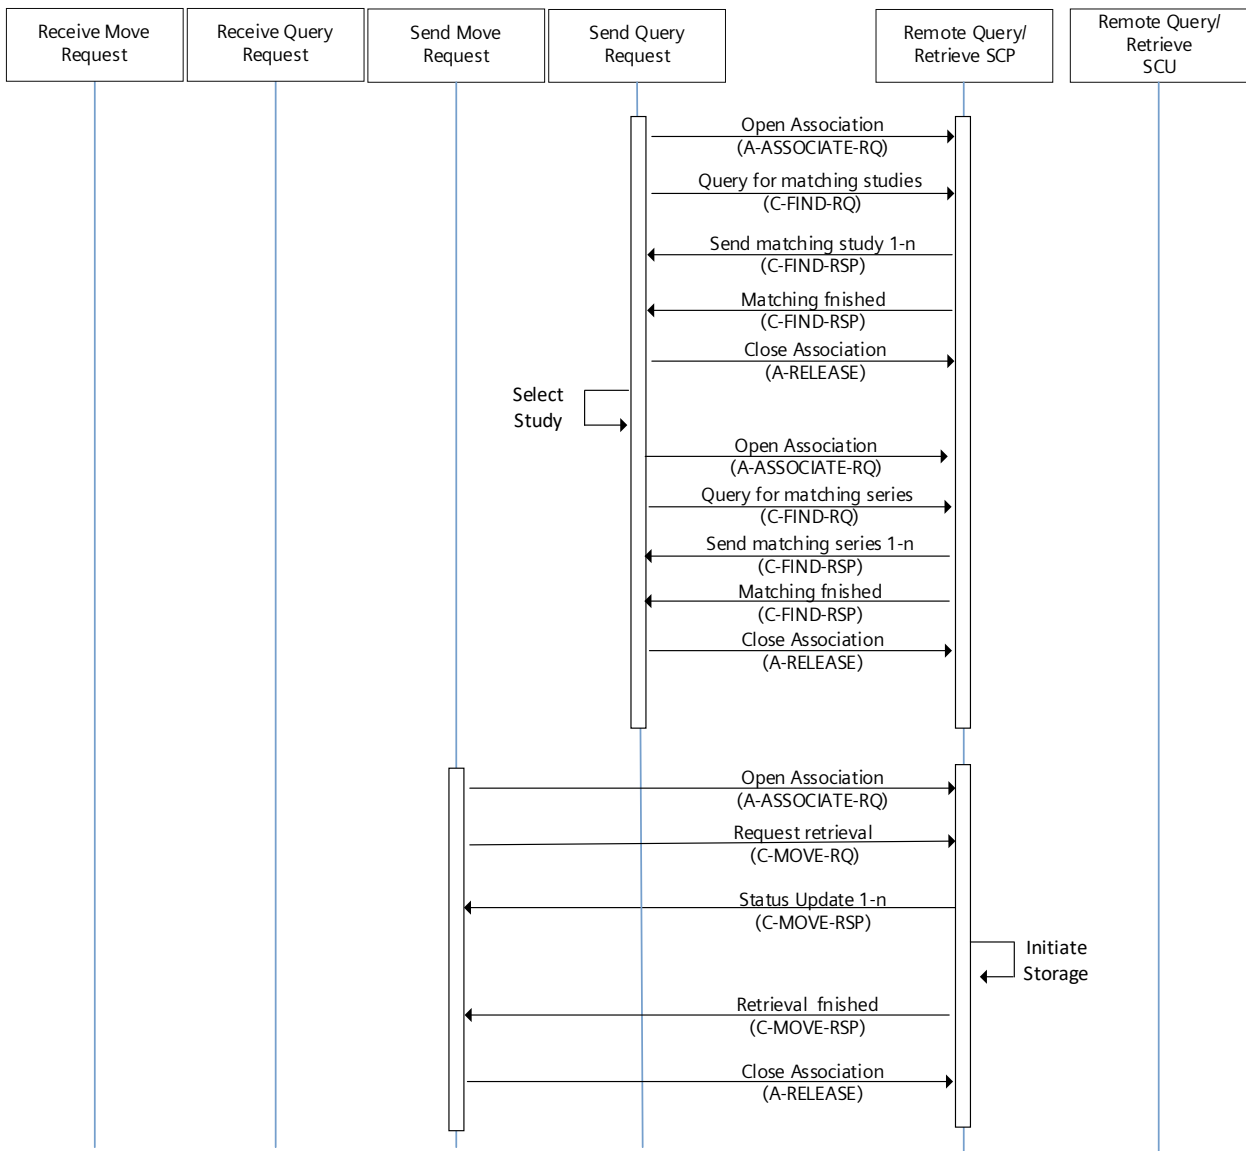 Receive Move
Request
Receive Query
Request
Send Move
Request
Send Query
Request
Remote Query/
Retrieve SCP
Remote Query/
Retrieve
SCU
Open Association
(A-ASSOCIATE-RQ)
Query for matching studies
(C-FIND-RQ)
Send matching study 1-n
(C-FIND-RSP)
Matching fnished
(C-FIND-RSP)
Close Association
(A-RELEASE)
Select
Study
Open Association
(A-ASSOCIATE-RQ)
Query for matching series
(C-FIND-RQ)
Send matching series 1-n
(C-FIND-RSP)
Matching fnished
(C-FIND-RSP)
Close Association
(A-RELEASE)
Open Association
(A-ASSOCIATE-RQ)
Request retrieval
(C-MOVE-RQ)
Status Update 1-n
(C-MOVE-RSP)
Initiate
Storage
Retrieval fnished
(C-MOVE-RSP)
Close Association
(A-RELEASE)